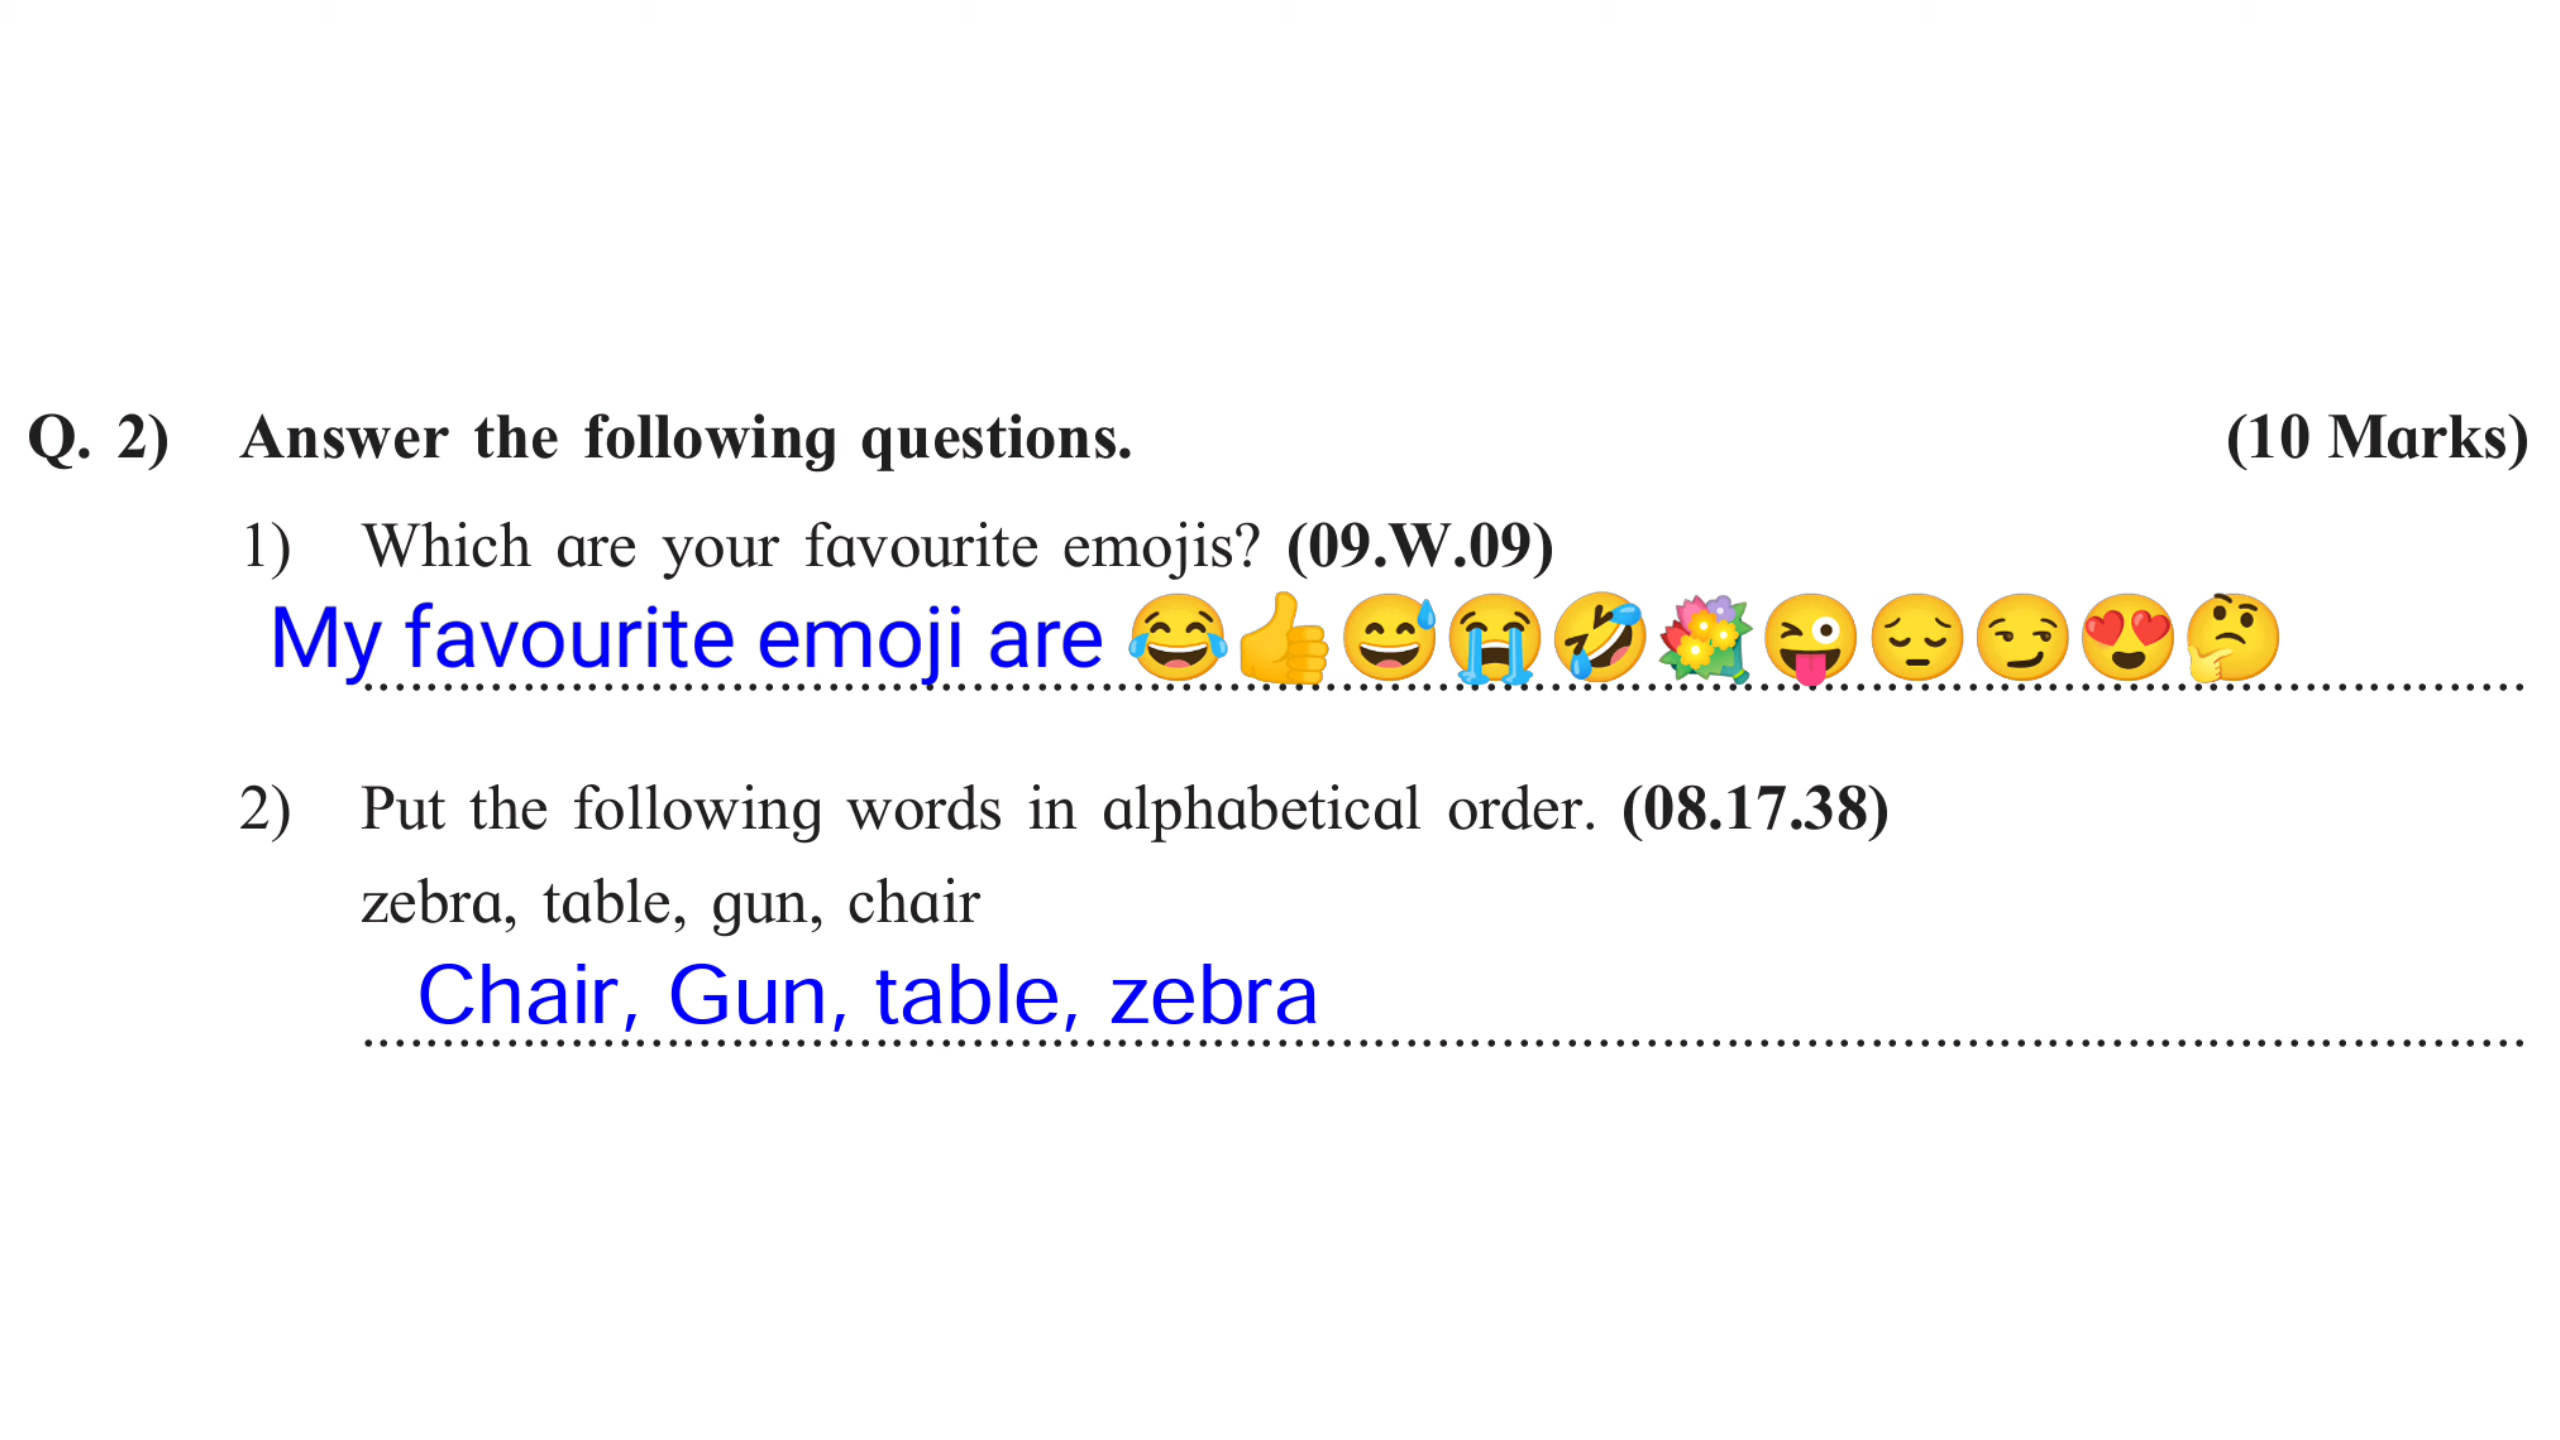 Q. 2) Answer the following questions. (10 Marks)
1) Which are your favourite emojis? (09.W.09)
My favourite emoji are 😂👍😅😭🤣💐😜😔😏😍🤔
2) Put the following words in alphabetical order. (08.17.38)
zebra, table, gun, chair
Chair, Gun, table, zebra